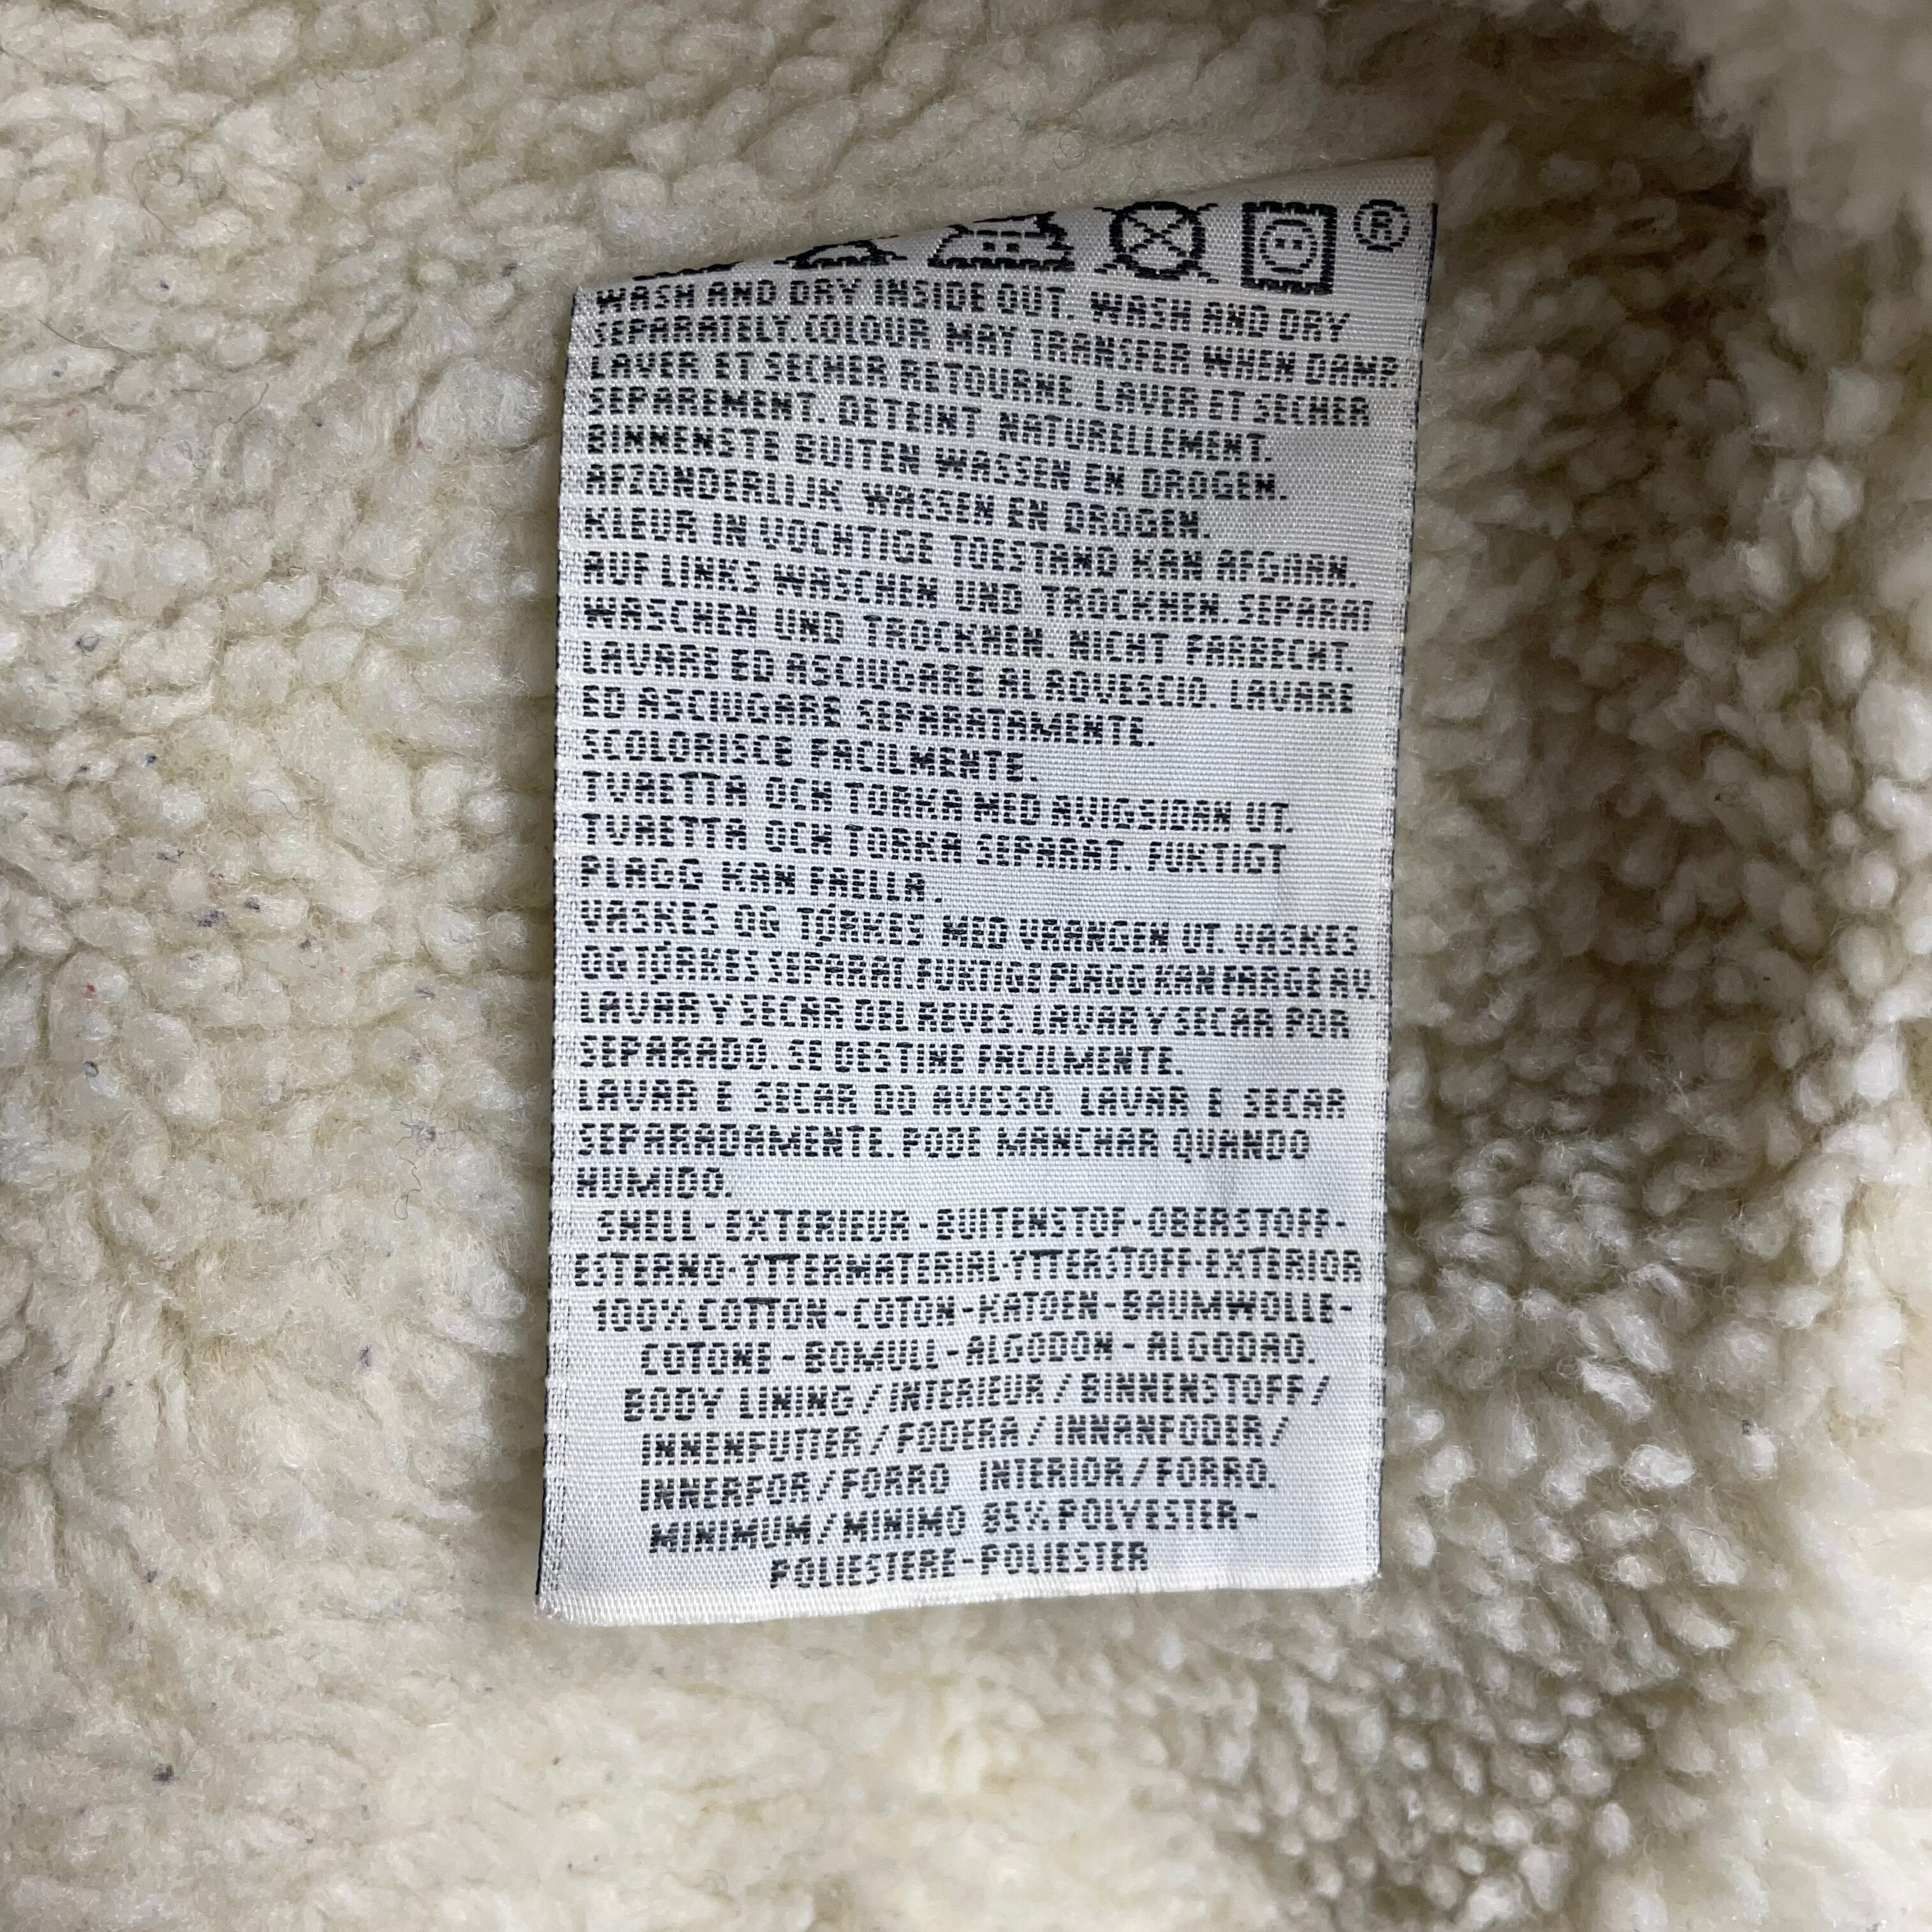 ®
WASH AND DRY INSIDE OUT. WASH AND DRY
SEPARATELY COLOUR MAY TRANSFER WHEN DAMP.
LAVER ET SECHER RETOURNE. LAVER ET SECHER
SEPAREMENT. DETEINT NATURELLEMENT.
BINNENSTE BUITEN WASSEN EN DROGEN.
AFZONDERLIJK WASSEN EN DROGEN.
KLEUR IN VOCHTIGE TOESTAND KAN AFGAAN.
AUF LINKS WASCHEN UND TROCKNEN. SEPARAT
WASCHEN UND TROCKNEN. NICHT FARBECHT.
LAVARE ED ASCIUGARE AL ROVESCIO. LAVARE
ED ASCIUGARE SEPARATAMENTE.
SCOLORISCE FACILMENTE.
TVAETTA OCH TORKA MED AVIGSIDAN UT.
TVAETTA OCH TORKA SEPARAT. FUKTIGT
PLAGG KAN FAELLA.
VASKES OG TØRKES MED VRANGEN UT. VASKES
OG TØRKES SEPARAT. FUKTIGE PLAGG KAN FARGE AV.
LAVAR Y SECAR DEL REVES. LAVAR Y SECAR POR
SEPARADO. SE DESTINE FACILMENTE.
LAVAR E SECAR DO AVESSO. LAVAR E SECAR
SEPARADAMENTE. PODE MANCHAR QUANDO
HUMIDO.
SHELL-EXTERIEUR-BUITENSTOF-OBERSTOFF-
ESTERNO-YTTERMATERIAL-YTTERSTOFF-EXTERIOR
100% COTTON-COTON-KATOEN-BAUMWOLLE-
COTONE-BOMULL-ALGODON-ALGODAO.
BODY LINING/INTERIEUR/BINNENSTOFF/
INNENFUTTER/FODERA/INNANFODER/
INNERFOR/FORRO INTERIOR/FORRO.
MINIMUM/MINIMO 85% POLYESTER-
POLIESTERE-POLIESTER